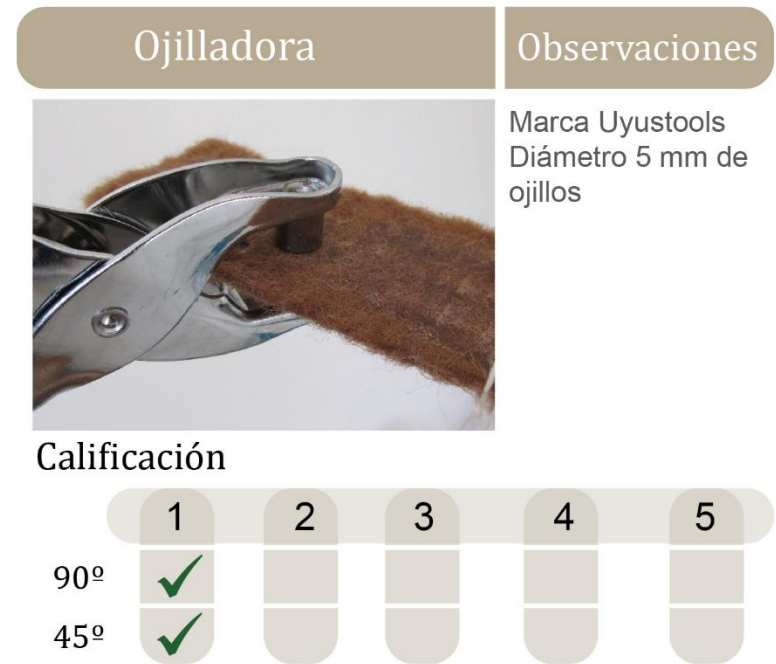 Ojilladora
Observaciones
Marca Uyustools
Diámetro 5 mm de
ojillos
Calificación
1 2 3 4 5
90º
45º